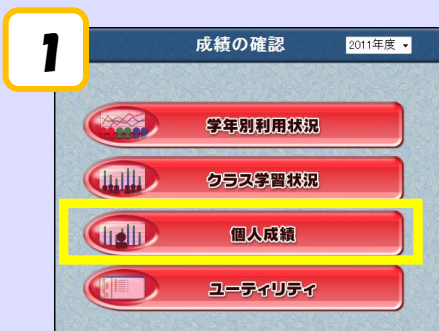 1
成績の確認
2011年度
学年別利用状況
クラス学習状況
個人成績
ユーティリティ